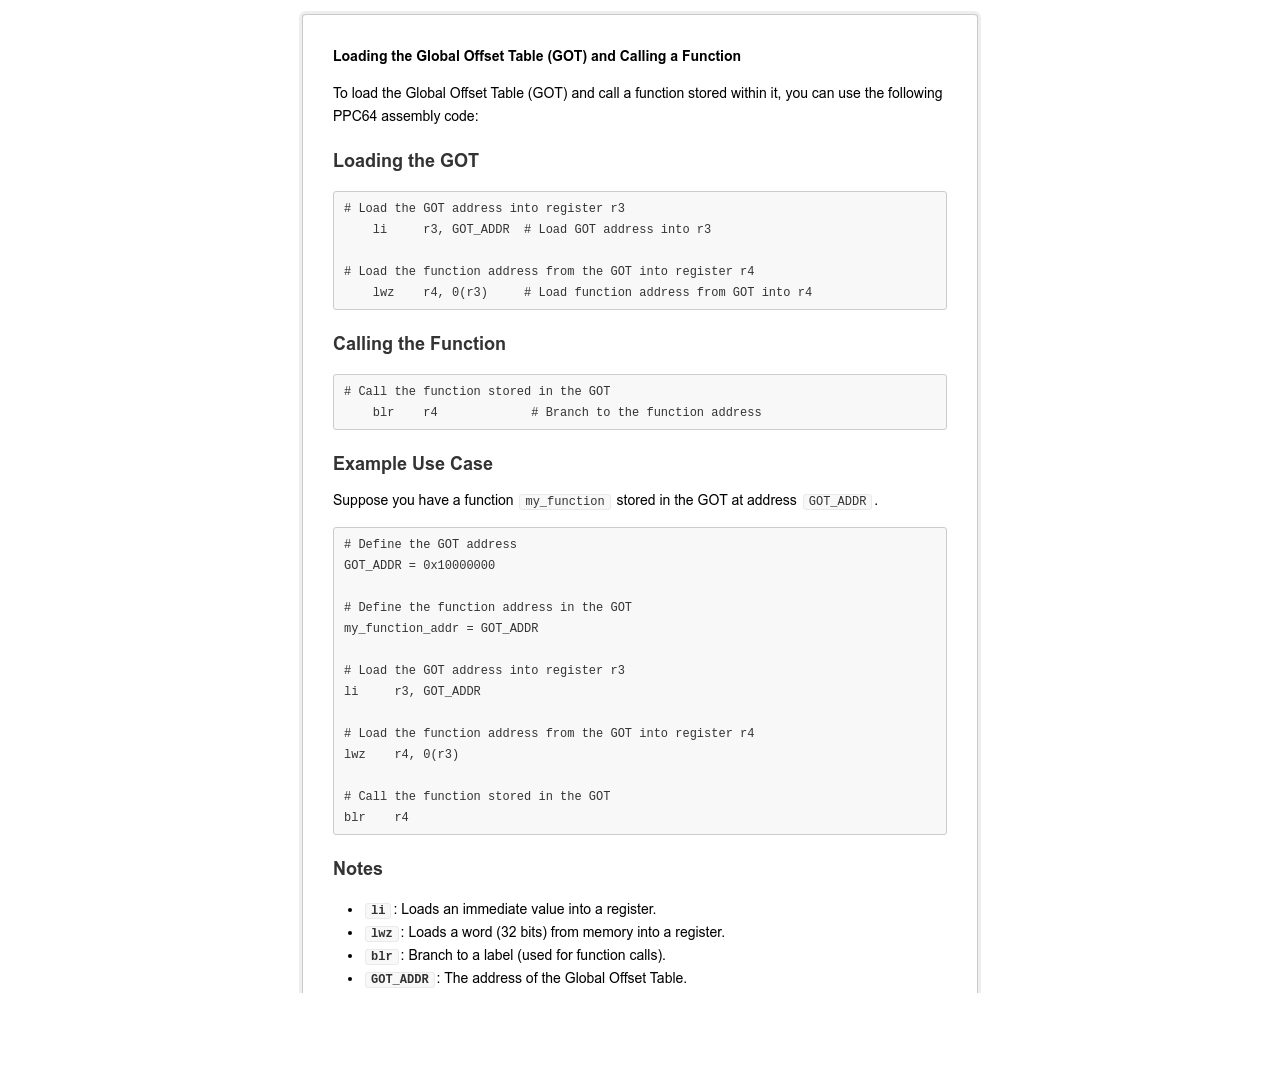 Loading the Global Offset Table (GOT) and Calling a Function
To load the Global Offset Table (GOT) and call a function stored within it, you can use the following
PPC64 assembly code:
Loading the GOT
# Load the GOT address into register r3
    li     r3, GOT_ADDR  # Load GOT address into r3

# Load the function address from the GOT into register r4
    lwz    r4, 0(r3)     # Load function address from GOT into r4
Calling the Function
# Call the function stored in the GOT
    blr    r4             # Branch to the function address
Example Use Case
Suppose you have a function my_function stored in the GOT at address GOT_ADDR.
# Define the GOT address
GOT_ADDR = 0x10000000

# Define the function address in the GOT
my_function_addr = GOT_ADDR

# Load the GOT address into register r3
li     r3, GOT_ADDR

# Load the function address from the GOT into register r4
lwz    r4, 0(r3)

# Call the function stored in the GOT
blr    r4
Notes
• li: Loads an immediate value into a register.
• lwz: Loads a word (32 bits) from memory into a register.
• blr: Branch to a label (used for function calls).
• GOT_ADDR: The address of the Global Offset Table.